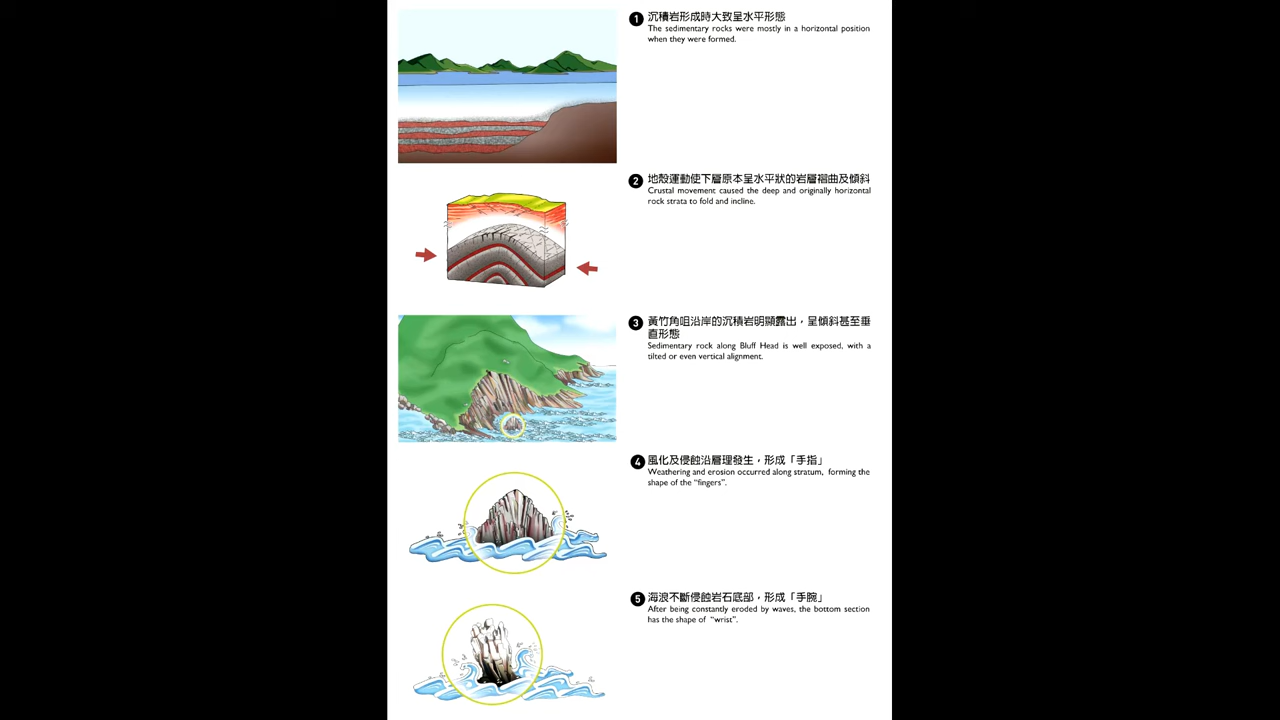 1 沉積岩形成時大致呈水平形態
The sedimentary rocks were mostly in a horizontal position
when they were formed.
2 地殼運動使下層原本呈水平狀的岩層褶曲及傾斜
Crustal movement caused the deep and originally horizontal
rock strata to fold and incline.
3 黃竹角咀沿岸的沉積岩明顯露出，呈傾斜甚至垂
直形態
Sedimentary rock along Bluff Head is well exposed, with a
tilted or even vertical alignment.
4 風化及侵蝕沿層理發生，形成「手指」
Weathering and erosion occurred along stratum, forming the
shape of the “fingers”.
5 海浪不斷侵蝕岩石底部，形成「手腕」
After being constantly eroded by waves, the bottom section
has the shape of “wrist”.